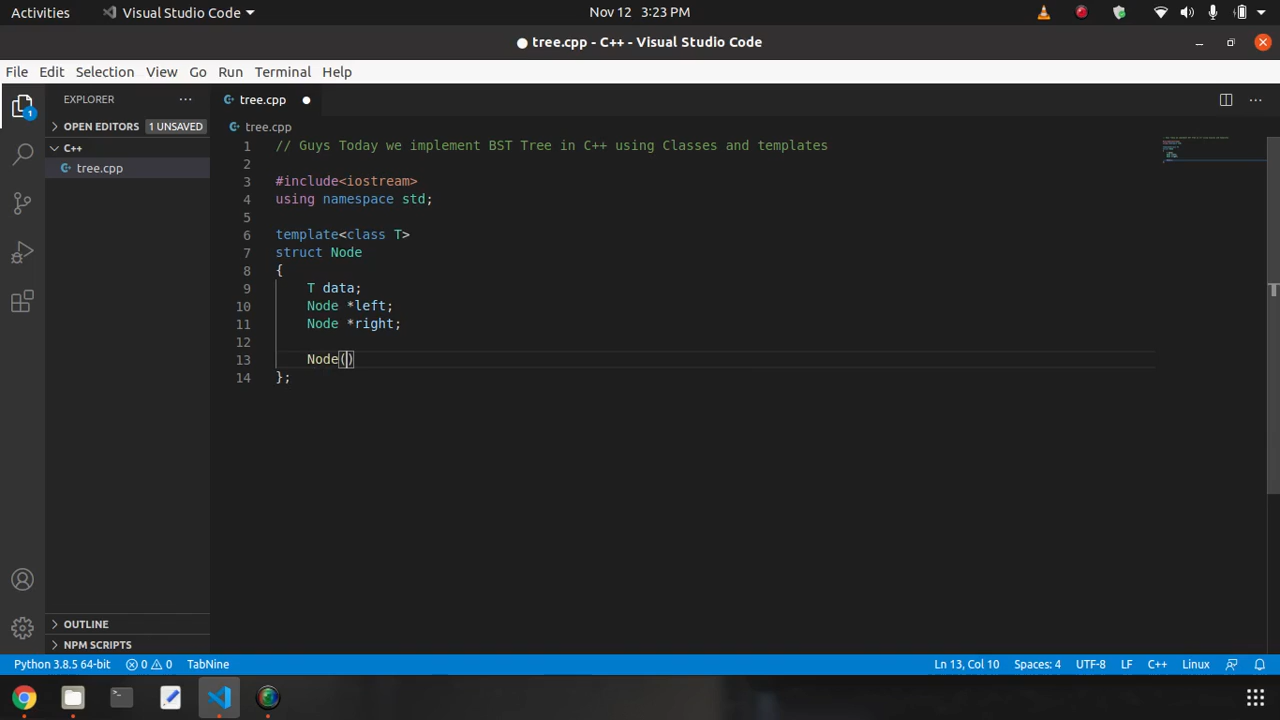 Activities Visual Studio Code Nov 12 3:23 PM
● tree.cpp - C++ - Visual Studio Code
File Edit Selection View Go Run Terminal Help
EXPLORER ... tree.cpp ● ...
OPEN EDITORS 1 UNSAVED tree.cpp
C++
tree.cpp
1 // Guys Today we implement BST Tree in C++ using Classes and templates
2
3 #include<iostream>
4 using namespace std;
5
6 template<class T>
7 struct Node
8 {
9 T data;
10 Node *left;
11 Node *right;
12
13 Node()
14 };
1
OUTLINE
NPM SCRIPTS
Python 3.8.5 64-bit 0 0 TabNine Ln 13, Col 10 Spaces: 4 UTF-8 LF C++ Linux